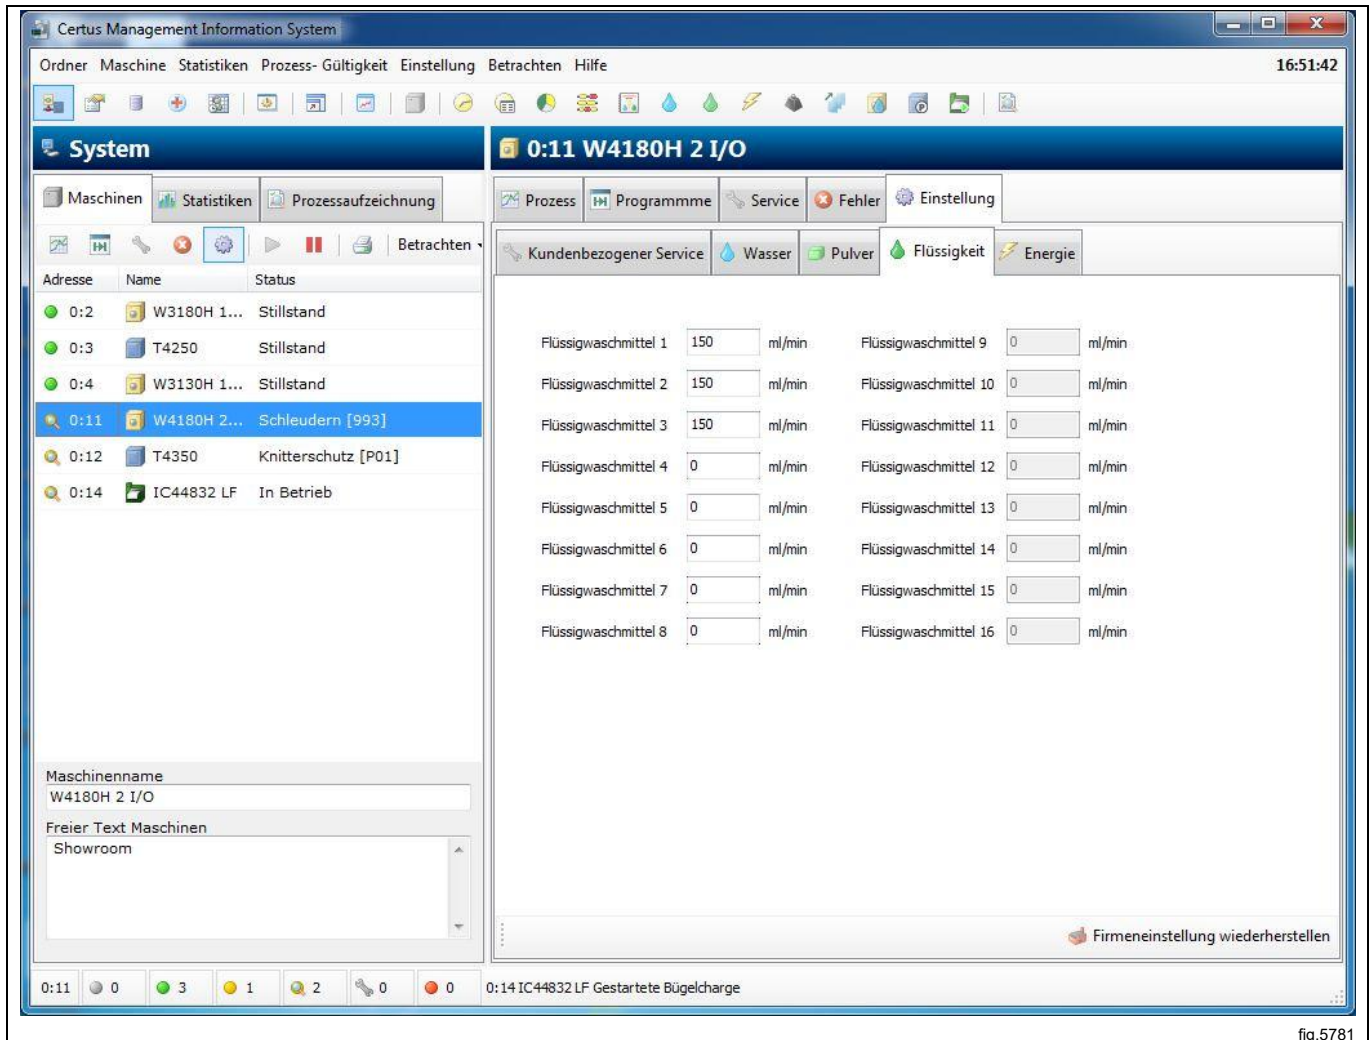 Certus Management Information System
Ordner Maschine Statistiken Prozess- Gültigkeit Einstellung Betrachten Hilfe 16:51:42
System
0:11 W4180H 2 I/O
Maschinen Statistiken Prozessaufzeichnung
Prozess Programmme Service Fehler Einstellung
Betrachten
Kundenbezogener Service Wasser Pulver Flüssigkeit Energie
Adresse Name Status
0:2 W3180H 1... Stillstand
0:3 T4250 Stillstand
0:4 W3130H 1... Stillstand
0:11 W4180H 2... Schleudern [993]
0:12 T4350 Knitterschutz [P01]
0:14 IC44832 LF In Betrieb
Flüssigwaschmittel 1 150 ml/min Flüssigwaschmittel 9 0 ml/min
Flüssigwaschmittel 2 150 ml/min Flüssigwaschmittel 10 0 ml/min
Flüssigwaschmittel 3 150 ml/min Flüssigwaschmittel 11 0 ml/min
Flüssigwaschmittel 4 0 ml/min Flüssigwaschmittel 12 0 ml/min
Flüssigwaschmittel 5 0 ml/min Flüssigwaschmittel 13 0 ml/min
Flüssigwaschmittel 6 0 ml/min Flüssigwaschmittel 14 0 ml/min
Flüssigwaschmittel 7 0 ml/min Flüssigwaschmittel 15 0 ml/min
Flüssigwaschmittel 8 0 ml/min Flüssigwaschmittel 16 0 ml/min
Maschinenname
W4180H 2 I/O
Freier Text Maschinen
Showroom
Firmeneinstellung wiederherstellen
0:11 0 3 1 2 0 0 0:14 IC44832 LF Gestartete Bügelcharge
fig.5781